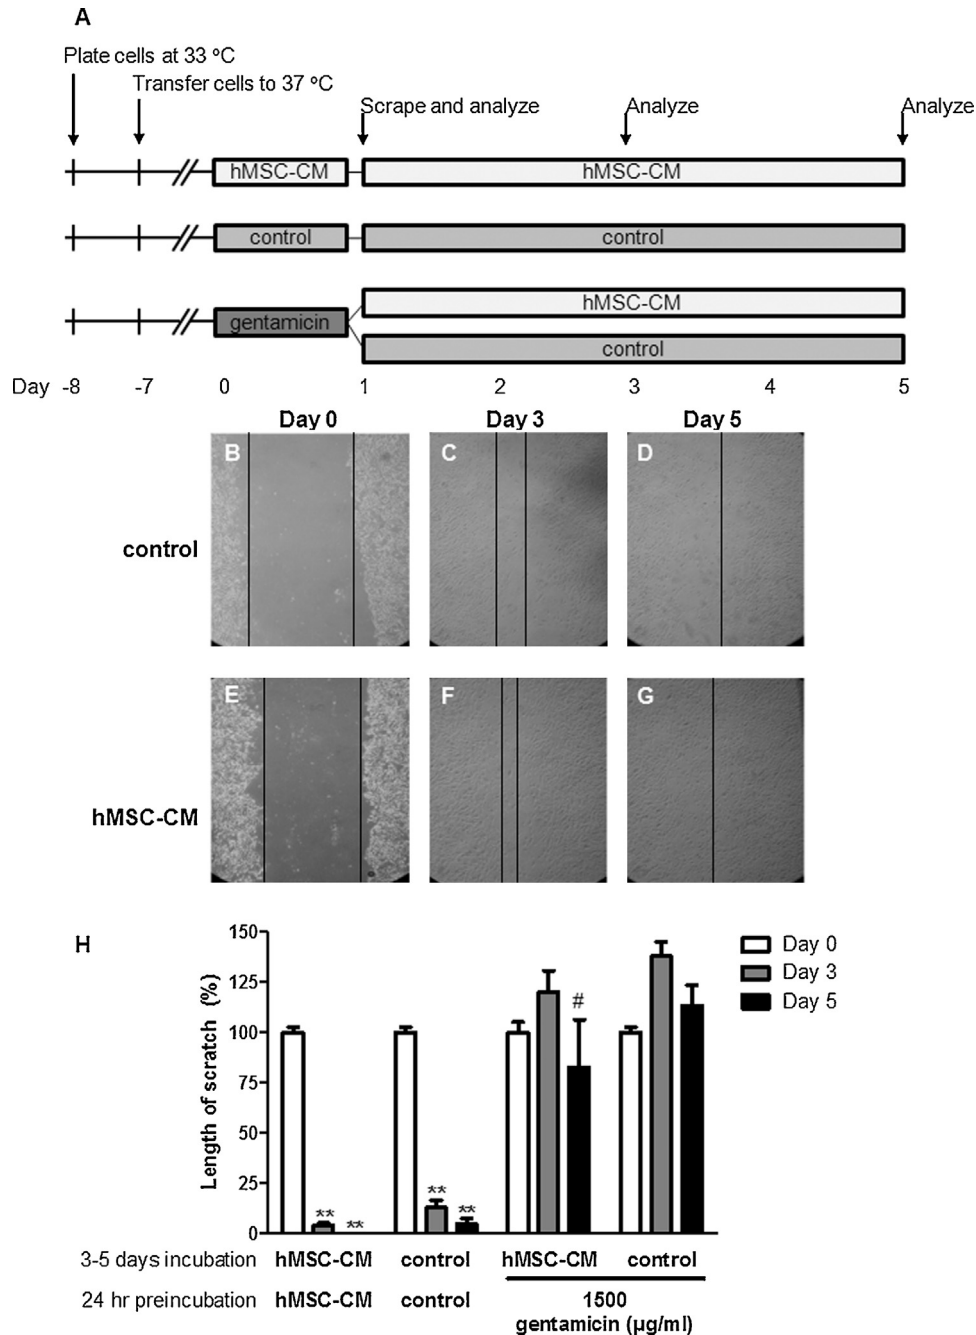 A
Plate cells at 33 ºC
Transfer cells to 37 ºC
Scrape and analyze
Analyze
Analyze
hMSC-CM
hMSC-CM
control
control
gentamicin
hMSC-CM
control
Day -8 -7 0 1 2 3 4 5
Day 0 Day 3 Day 5
B C D
control
E F G
hMSC-CM
H
Length of scratch (%)
150
125
100
75
50
25
0
** ** ** ** #
Day 0
Day 3
Day 5
3-5 days incubation hMSC-CM control hMSC-CM control
24 hr preincubation hMSC-CM control 1500
gentamicin (µg/ml)